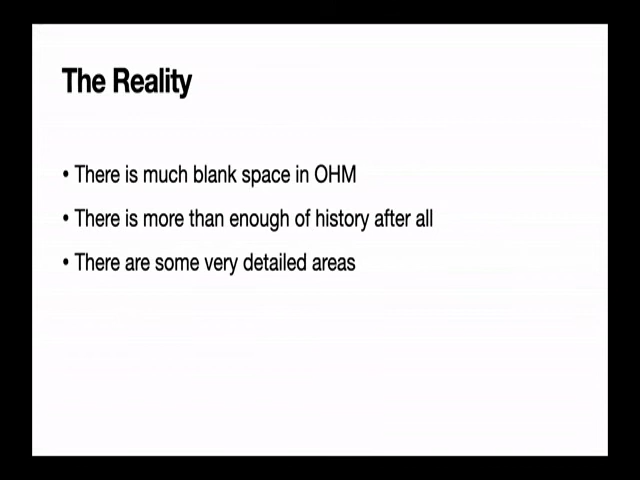 The Reality
• There is much blank space in OHM
• There is more than enough of history after all
• There are some very detailed areas